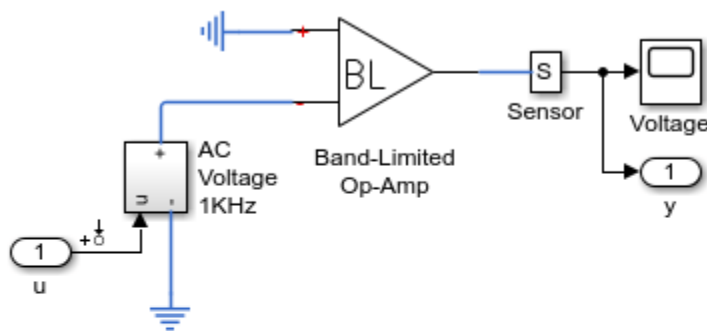 +
-
BL
S
Sensor
Voltage
Band-Limited
Op-Amp
AC
Voltage
1KHz
+
u
-
1
y
+
1
u